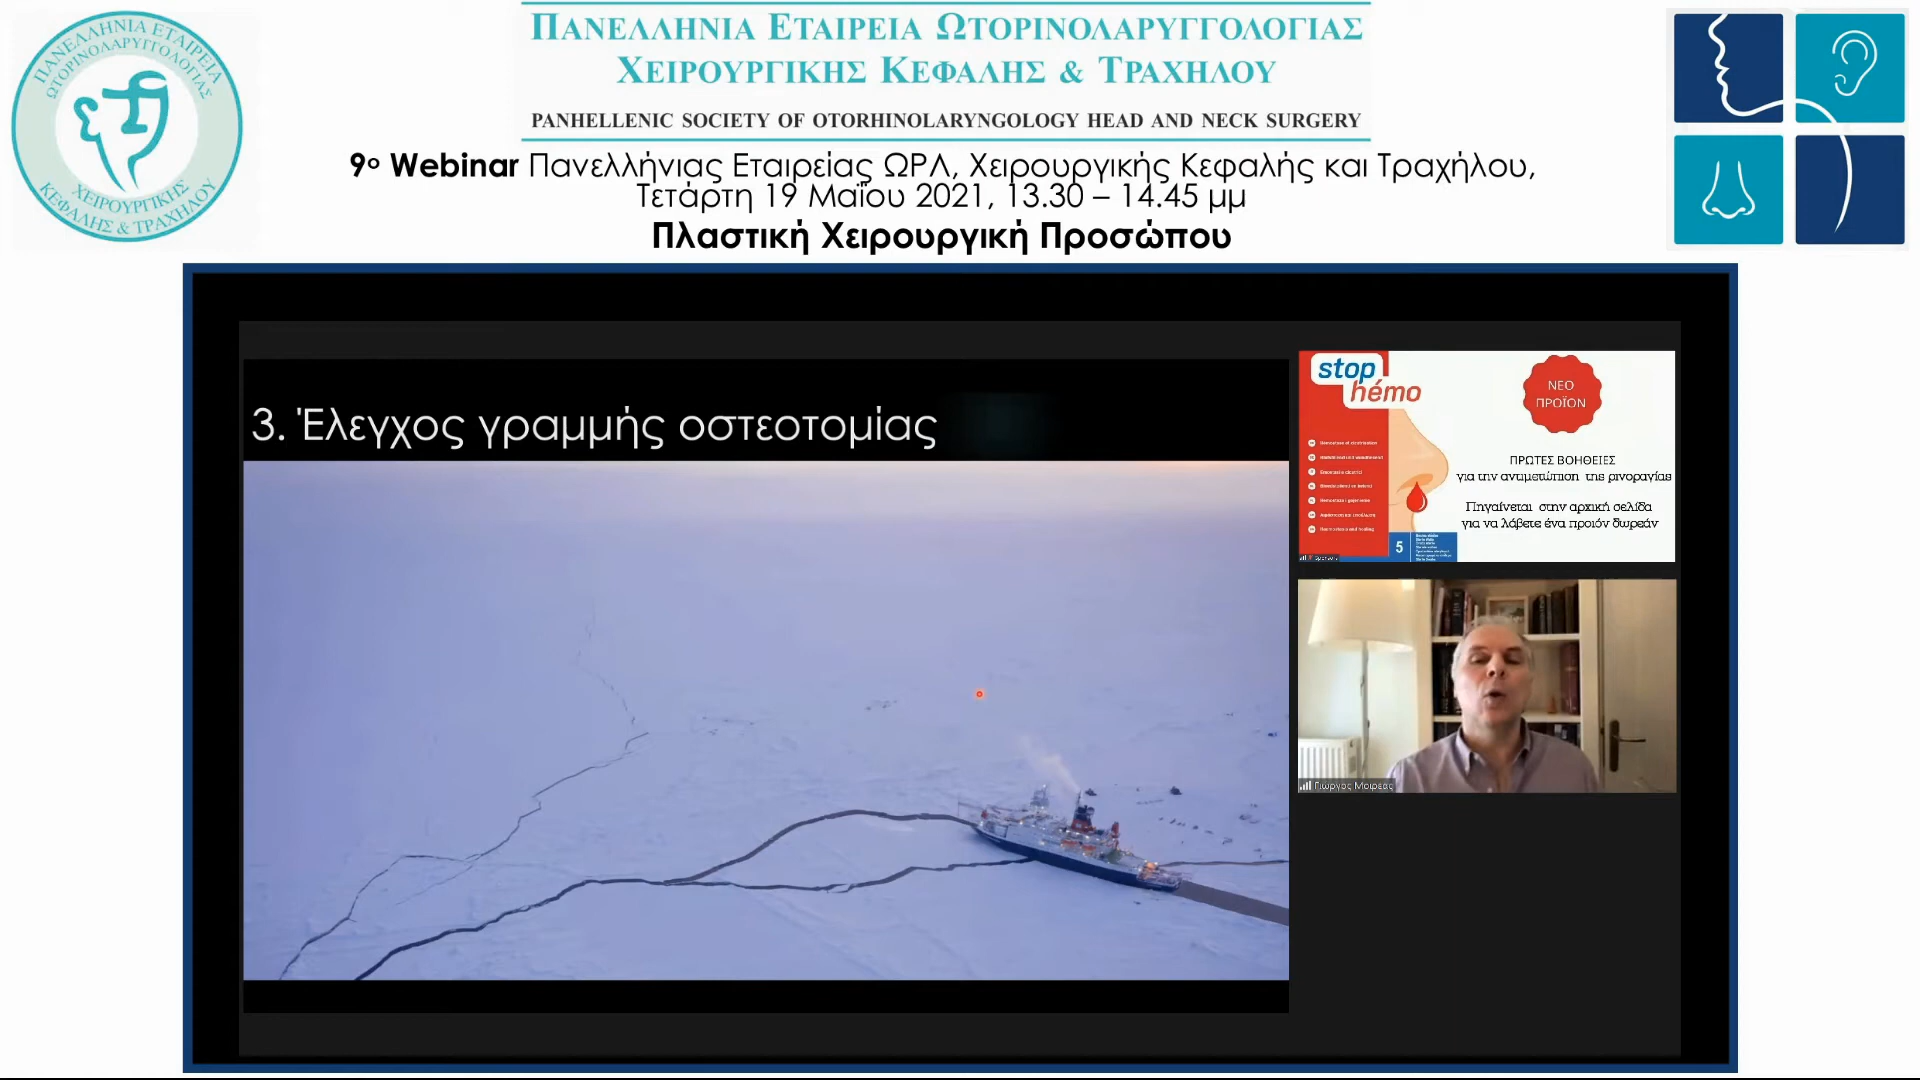 ΠΑΝΕΛΛΗΝΙΑ ΕΤΑΙΡΕΙΑ
ΩΤΟΡΙΝΟΛΑΡΥΓΓΟΛΟΓΙΑΣ
ΧΕΙΡΟΥΡΓΙΚΗΣ
ΚΕΦΑΛΗΣ & ΤΡΑΧΗΛΟΥ
ΠΑΝΕΛΛΗΝΙΑ ΕΤΑΙΡΕΙΑ ΩΤΟΡΙΝΟΛΑΡΥΓΓΟΛΟΓΙΑΣ
ΧΕΙΡΟΥΡΓΙΚΗΣ ΚΕΦΑΛΗΣ & ΤΡΑΧΗΛΟΥ
PANHELLENIC SOCIETY OF OTORHINOLARYNGOLOGY HEAD AND NECK SURGERY
9ο Webinar Πανελλήνιας Εταιρείας ΩΡΛ, Χειρουργικής Κεφαλής και Τραχήλου,
Τετάρτη 19 Μαΐου 2021, 13.30 – 14.45 μμ
Πλαστική Χειρουργική Προσώπου
3. Έλεγχος γραμμής οστεοτομίας
stop
hémo
ΝΕΟ
ΠΡΟΪΟΝ
ΠΡΩΤΕΣ ΒΟΗΘΕΙΕΣ
για την αντιμετώπιση της ρινοραγίας
Πηγαίνεται στην αρχική σελίδα
για να λάβετε ένα προιόν δωρεάν
5
Γιώργος Μοιρέας